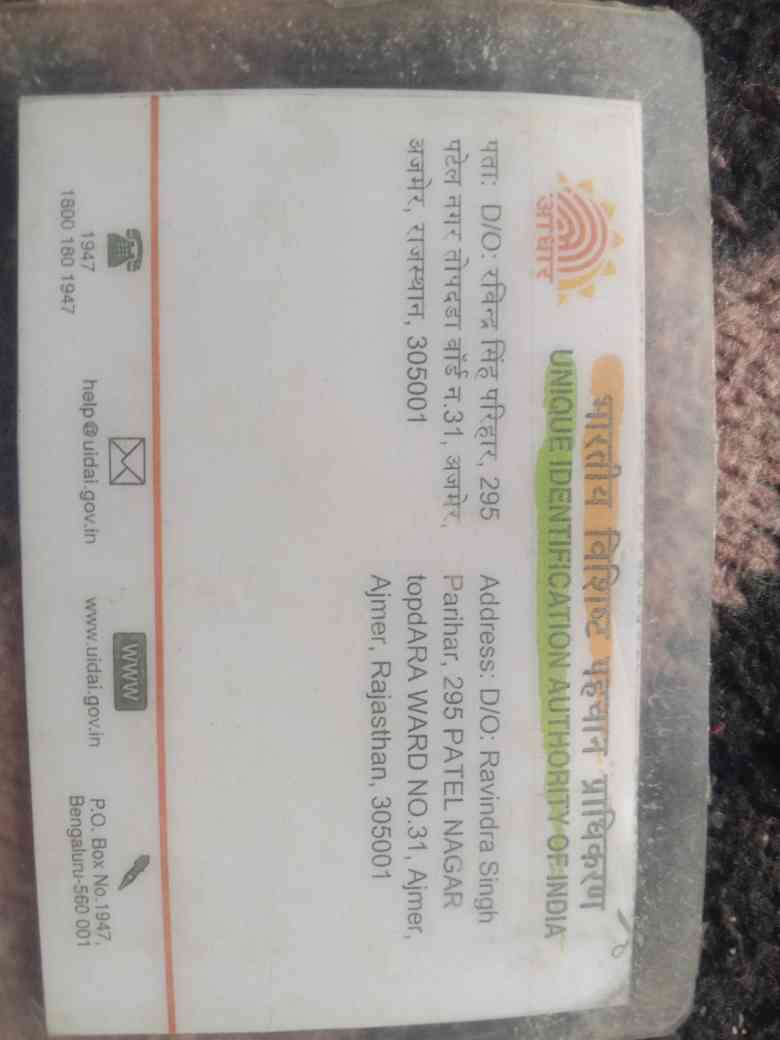 भारतीय विशिष्ट पहचान प्राधिकरण
UNIQUE IDENTIFICATION AUTHORITY OF INDIA
आधार
पता: D/O: रविन्द्र सिंह परिहार, 295
पटेल नगर तोपदडा वॉर्ड न.31, अजमेर,
अजमेर, राजस्थान, 305001
Address: D/O: Ravindra Singh
Parihar, 295 PATEL NAGAR
topdARA WARD NO.31, Ajmer,
Ajmer, Rajasthan, 305001
1947
1800 180 1947
help@uidai.gov.in
www
www.uidai.gov.in
P.O. Box No.1947,
Bengaluru-560 001